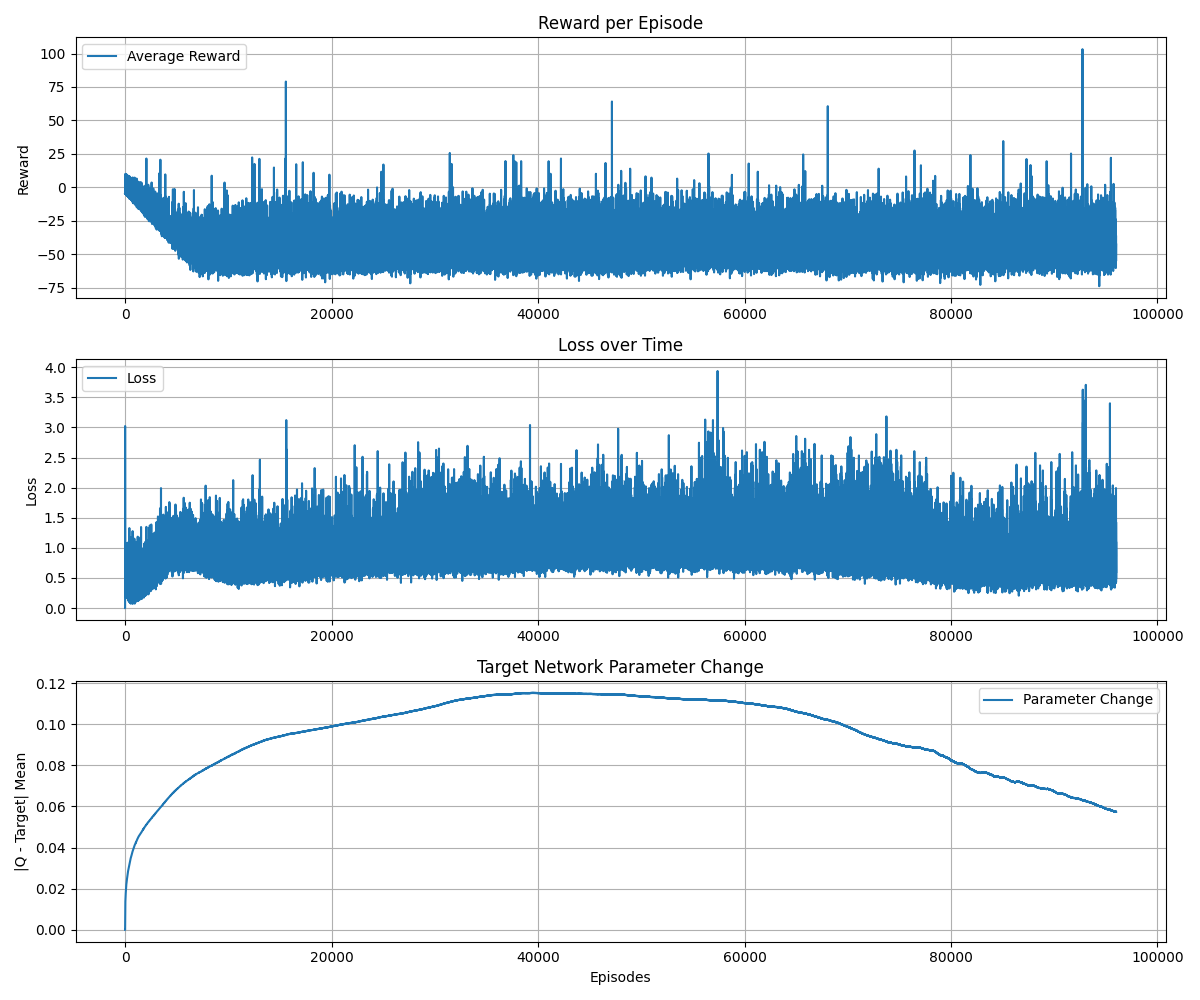 Reward per Episode
Average Reward
Reward
100
75
50
25
0
−25
−50
−75
0 20000 40000 60000 80000 100000
Loss over Time
Loss
Loss
4.0
3.5
3.0
2.5
2.0
1.5
1.0
0.5
0.0
0 20000 40000 60000 80000 100000
Target Network Parameter Change
Parameter Change
|Q - Target| Mean
0.12
0.10
0.08
0.06
0.04
0.02
0.00
0 20000 40000 60000 80000 100000
Episodes